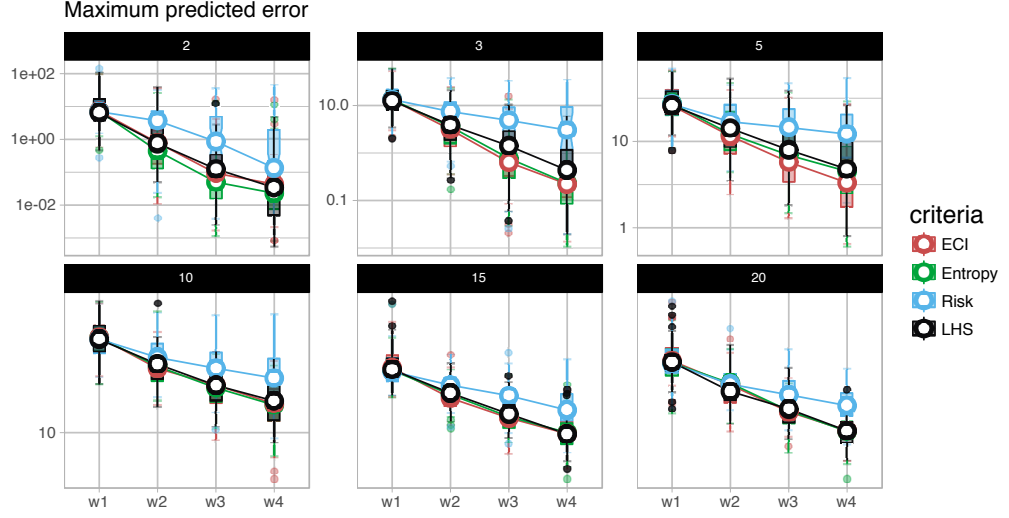 Maximum predicted error
2
3
5
1e+02
1e+00
1e-02
10.0
0.1
10
1
10
15
20
10
w1 w2 w3 w4
w1 w2 w3 w4
w1 w2 w3 w4
criteria
ECI
Entropy
Risk
LHS